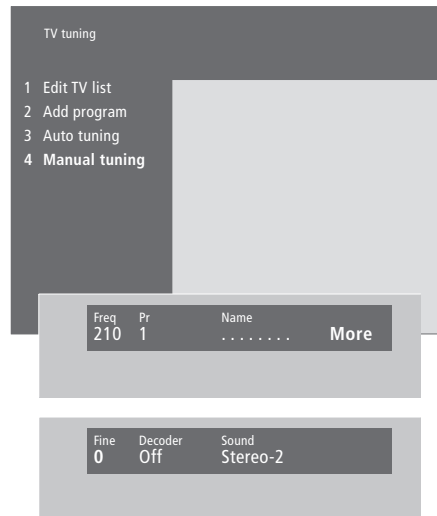 TV tuning
1 Edit TV list
2 Add program
3 Auto tuning
4 Manual tuning
Freq Pr Name
210 1 . . . . . . . . More
Fine Decoder Sound
0 Off Stereo-2